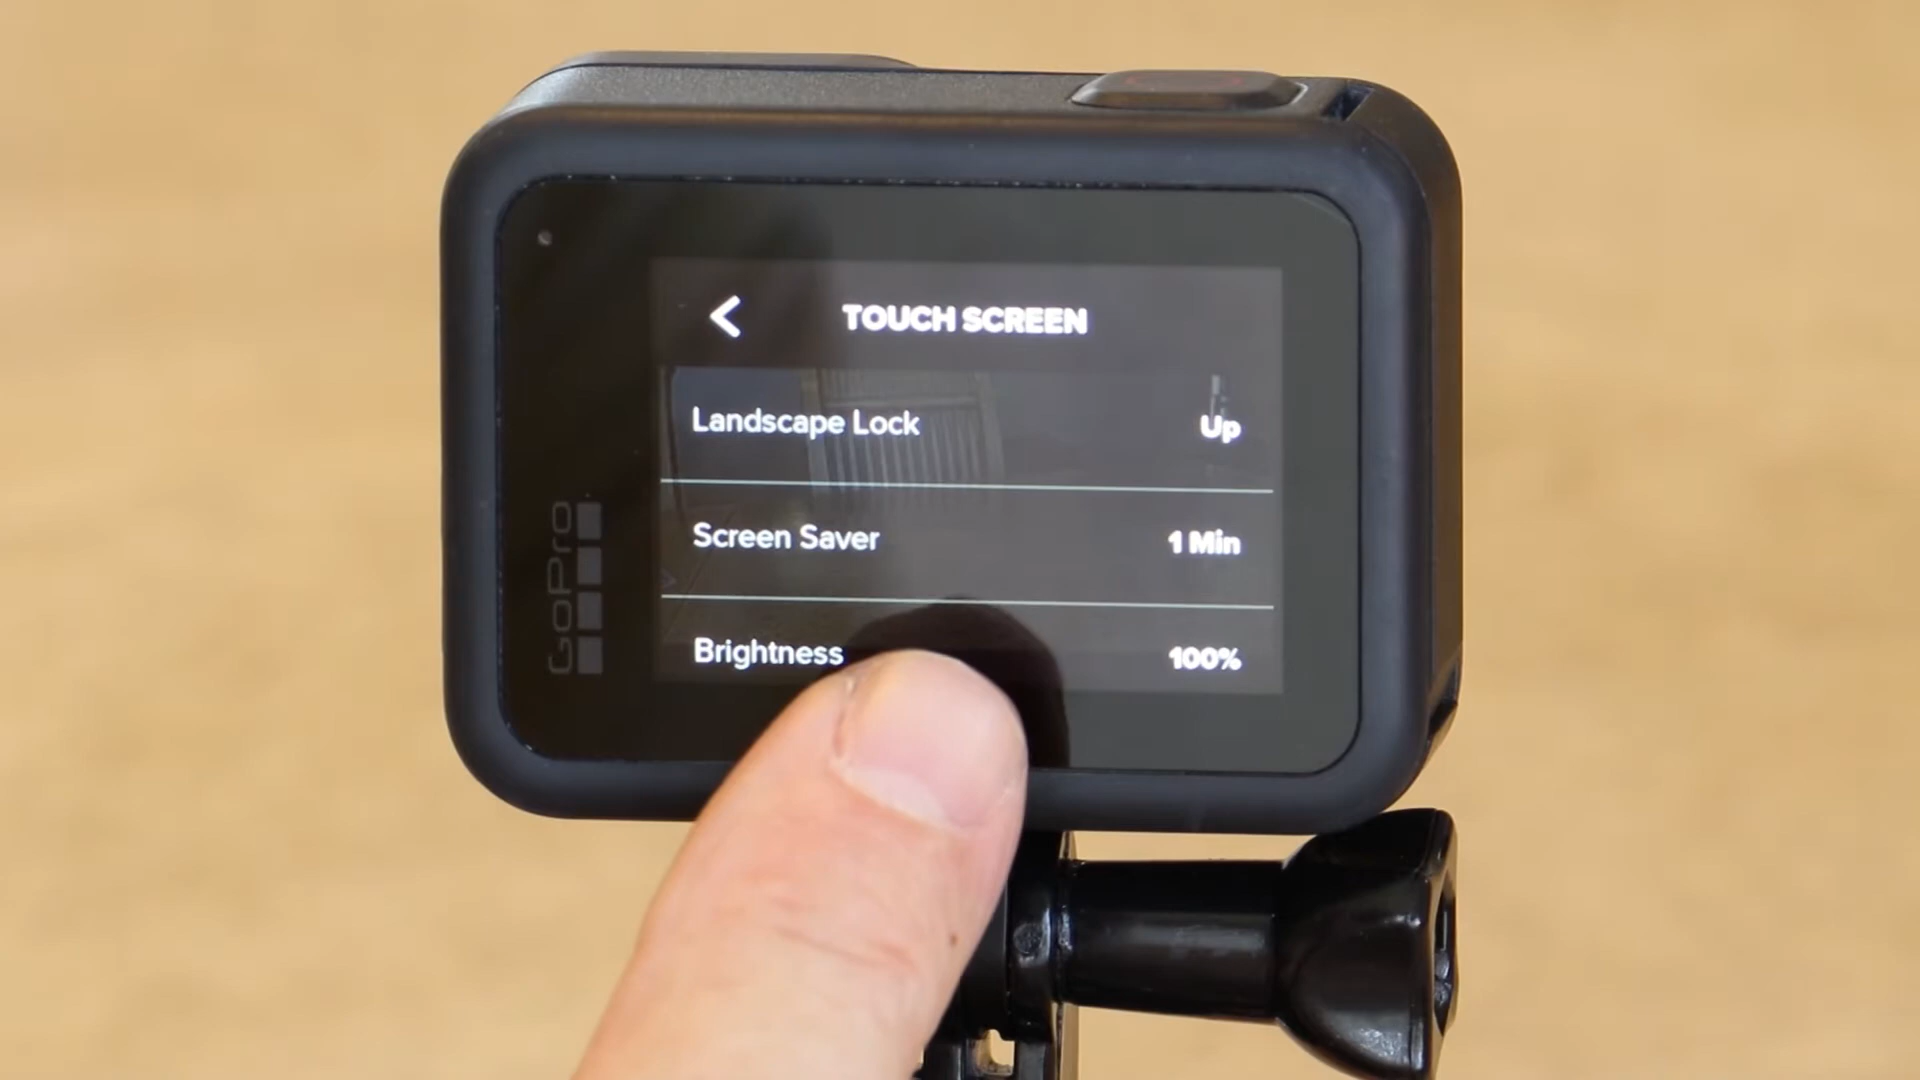 TOUCH SCREEN
Landscape Lock Up
Screen Saver 1 Min
Brightness 100%
GoPro